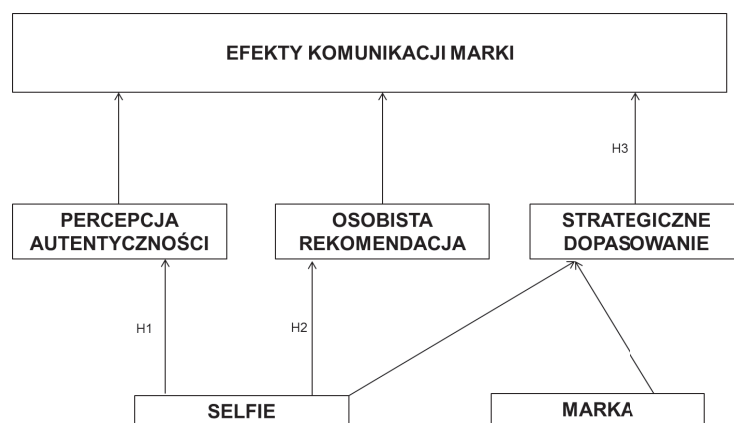 EFEKTY KOMUNIKACJI MARKI
H3
PERCEPCJA
AUTENTYCZNOŚCI
OSOBISTA
REKOMENDACJA
STRATEGICZNE
DOPASOWANIE
H1
H2
SELFIE
MARKA